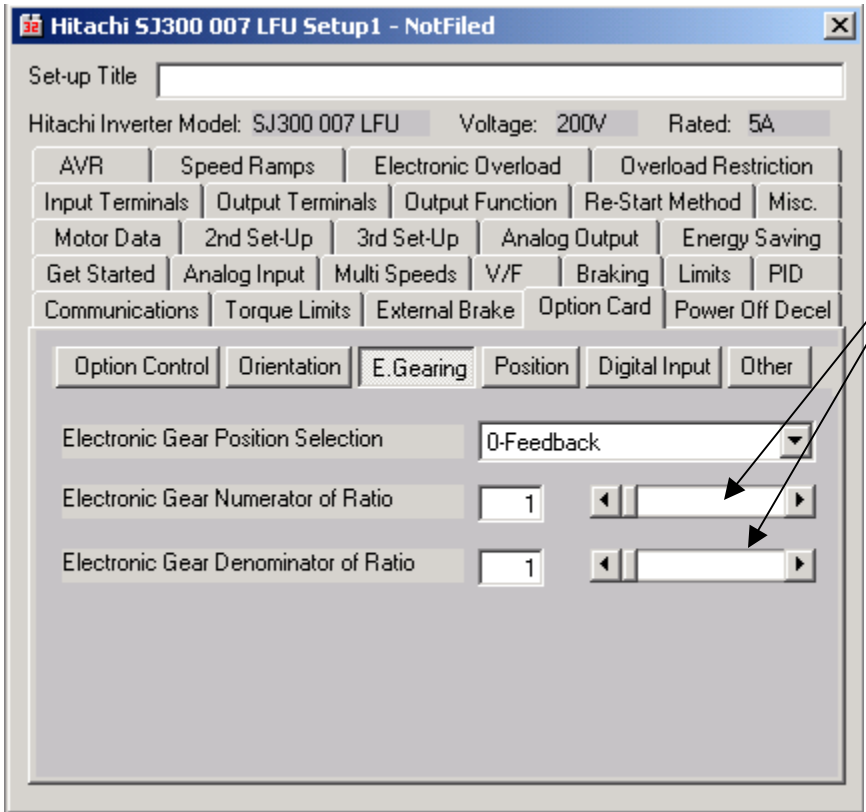 Hitachi SJ300 007 LFU Setup1 - NotFiled
Set-up Title
Hitachi Inverter Model: SJ300 007 LFU Voltage: 200V Rated: 5A
AVR Speed Ramps Electronic Overload Overload Restriction
Input Terminals Output Terminals Output Function Re-Start Method Misc.
Motor Data 2nd Set-Up 3rd Set-Up Analog Output Energy Saving
Get Started Analog Input Multi Speeds V/F Braking Limits PID
Communications Torque Limits External Brake Option Card Power Off Decel
Option Control Orientation E.Gearing Position Digital Input Other
Electronic Gear Position Selection 0-Feedback
Electronic Gear Numerator of Ratio 1
Electronic Gear Denominator of Ratio 1